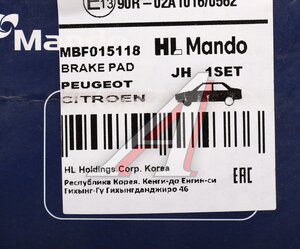 E13 90R-02A1016/0562
Ma
MBF015118 HL Mando
BRAKE PAD JH 1SET
PEUGEOT
CITROEN
HL Holdings Corp. Korea
Республика Корея. Кенги-до Енгин-си
Гихынг-Гу Гихынгданджиро 46
EAC